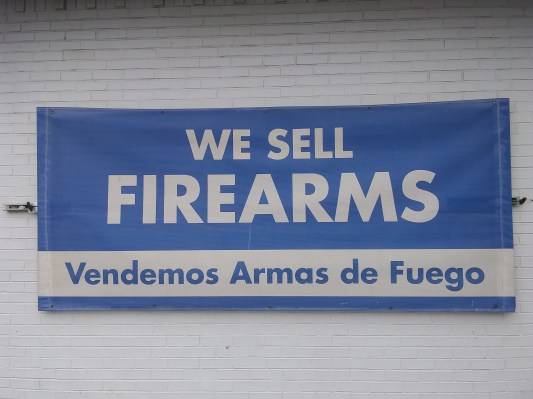 WE SELL
FIREARMS
Vendemos Armas de Fuego